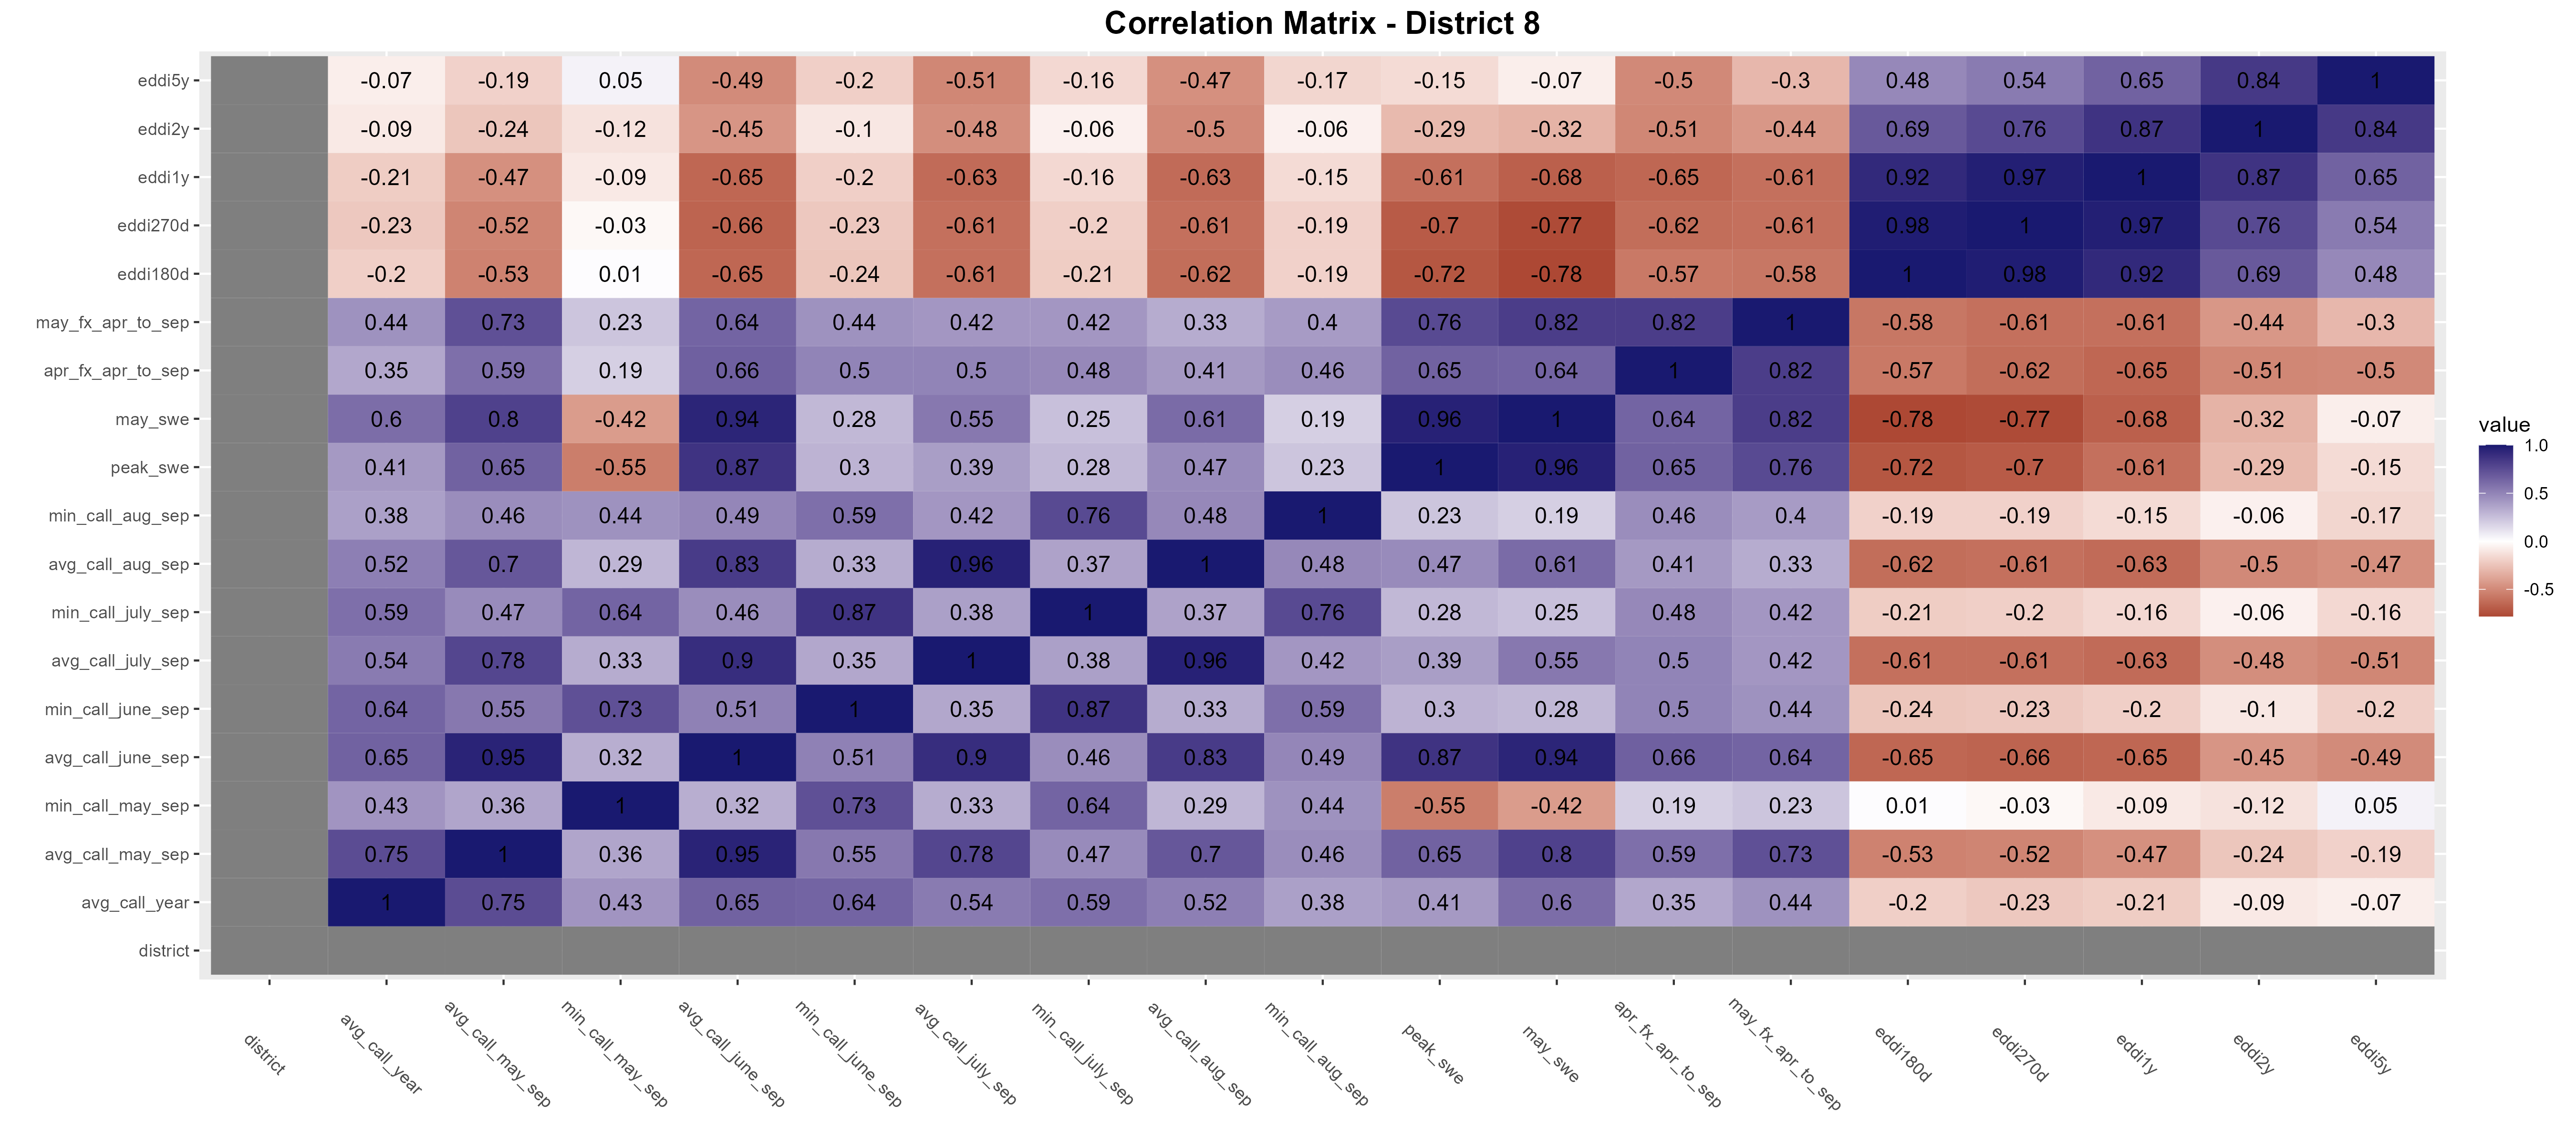 Correlation Matrix - District 8
eddi5y -0.07 -0.19 0.05 -0.49 -0.2 -0.51 -0.16 -0.47 -0.17 -0.15 -0.07 -0.5 -0.3 0.48 0.54 0.65 0.84 1
eddi2y -0.09 -0.24 -0.12 -0.45 -0.1 -0.48 -0.06 -0.5 -0.06 -0.29 -0.32 -0.51 -0.44 0.69 0.76 0.87 1 0.84
eddi1y -0.21 -0.47 -0.09 -0.65 -0.2 -0.63 -0.16 -0.63 -0.15 -0.61 -0.68 -0.65 -0.61 0.92 0.97 1 0.87 0.65
eddi270d -0.23 -0.52 -0.03 -0.66 -0.23 -0.61 -0.2 -0.61 -0.19 -0.7 -0.77 -0.62 -0.61 0.98 1 0.97 0.76 0.54
eddi180d -0.2 -0.53 0.01 -0.65 -0.24 -0.61 -0.21 -0.62 -0.19 -0.72 -0.78 -0.57 -0.58 1 0.98 0.92 0.69 0.48
may_fx_apr_to_sep 0.44 0.73 0.23 0.64 0.44 0.42 0.42 0.33 0.4 0.76 0.82 0.82 1 -0.58 -0.61 -0.61 -0.44 -0.3
apr_fx_apr_to_sep 0.35 0.59 0.19 0.66 0.5 0.5 0.48 0.41 0.46 0.65 0.64 1 0.82 -0.57 -0.62 -0.65 -0.51 -0.5
may_swe 0.6 0.8 -0.42 0.94 0.28 0.55 0.25 0.61 0.19 0.96 1 0.64 0.82 -0.78 -0.77 -0.68 -0.32 -0.07
peak_swe 0.41 0.65 -0.55 0.87 0.3 0.39 0.28 0.47 0.23 1 0.96 0.65 0.76 -0.72 -0.7 -0.61 -0.29 -0.15
min_call_aug_sep 0.38 0.46 0.44 0.49 0.59 0.42 0.76 0.48 1 0.23 0.19 0.46 0.4 -0.19 -0.19 -0.15 -0.06 -0.17
avg_call_aug_sep 0.52 0.7 0.29 0.83 0.33 0.96 0.37 1 0.48 0.47 0.61 0.41 0.33 -0.62 -0.61 -0.63 -0.5 -0.47
min_call_july_sep 0.59 0.47 0.64 0.46 0.87 0.38 1 0.37 0.76 0.28 0.25 0.48 0.42 -0.21 -0.2 -0.16 -0.06 -0.16
avg_call_july_sep 0.54 0.78 0.33 0.9 0.35 1 0.38 0.96 0.42 0.39 0.55 0.5 0.42 -0.61 -0.61 -0.63 -0.48 -0.51
min_call_june_sep 0.64 0.55 0.73 0.51 1 0.35 0.87 0.33 0.59 0.3 0.28 0.5 0.44 -0.24 -0.23 -0.2 -0.1 -0.2
avg_call_june_sep 0.65 0.95 0.32 1 0.51 0.9 0.46 0.83 0.49 0.87 0.94 0.66 0.64 -0.65 -0.66 -0.65 -0.45 -0.49
min_call_may_sep 0.43 0.36 1 0.32 0.73 0.33 0.64 0.29 0.44 -0.55 -0.42 0.19 0.23 0.01 -0.03 -0.09 -0.12 0.05
avg_call_may_sep 0.75 1 0.36 0.95 0.55 0.78 0.47 0.7 0.46 0.65 0.8 0.59 0.73 -0.53 -0.52 -0.47 -0.24 -0.19
avg_call_year 1 0.75 0.43 0.65 0.64 0.54 0.59 0.52 0.38 0.41 0.6 0.35 0.44 -0.2 -0.23 -0.21 -0.09 -0.07
district
district avg_call_year avg_call_may_sep min_call_may_sep avg_call_june_sep min_call_june_sep avg_call_july_sep min_call_july_sep avg_call_aug_sep min_call_aug_sep peak_swe may_swe apr_fx_apr_to_sep may_fx_apr_to_sep eddi180d eddi270d eddi1y eddi2y eddi5y
value
1.0
0.5
0.0
-0.5